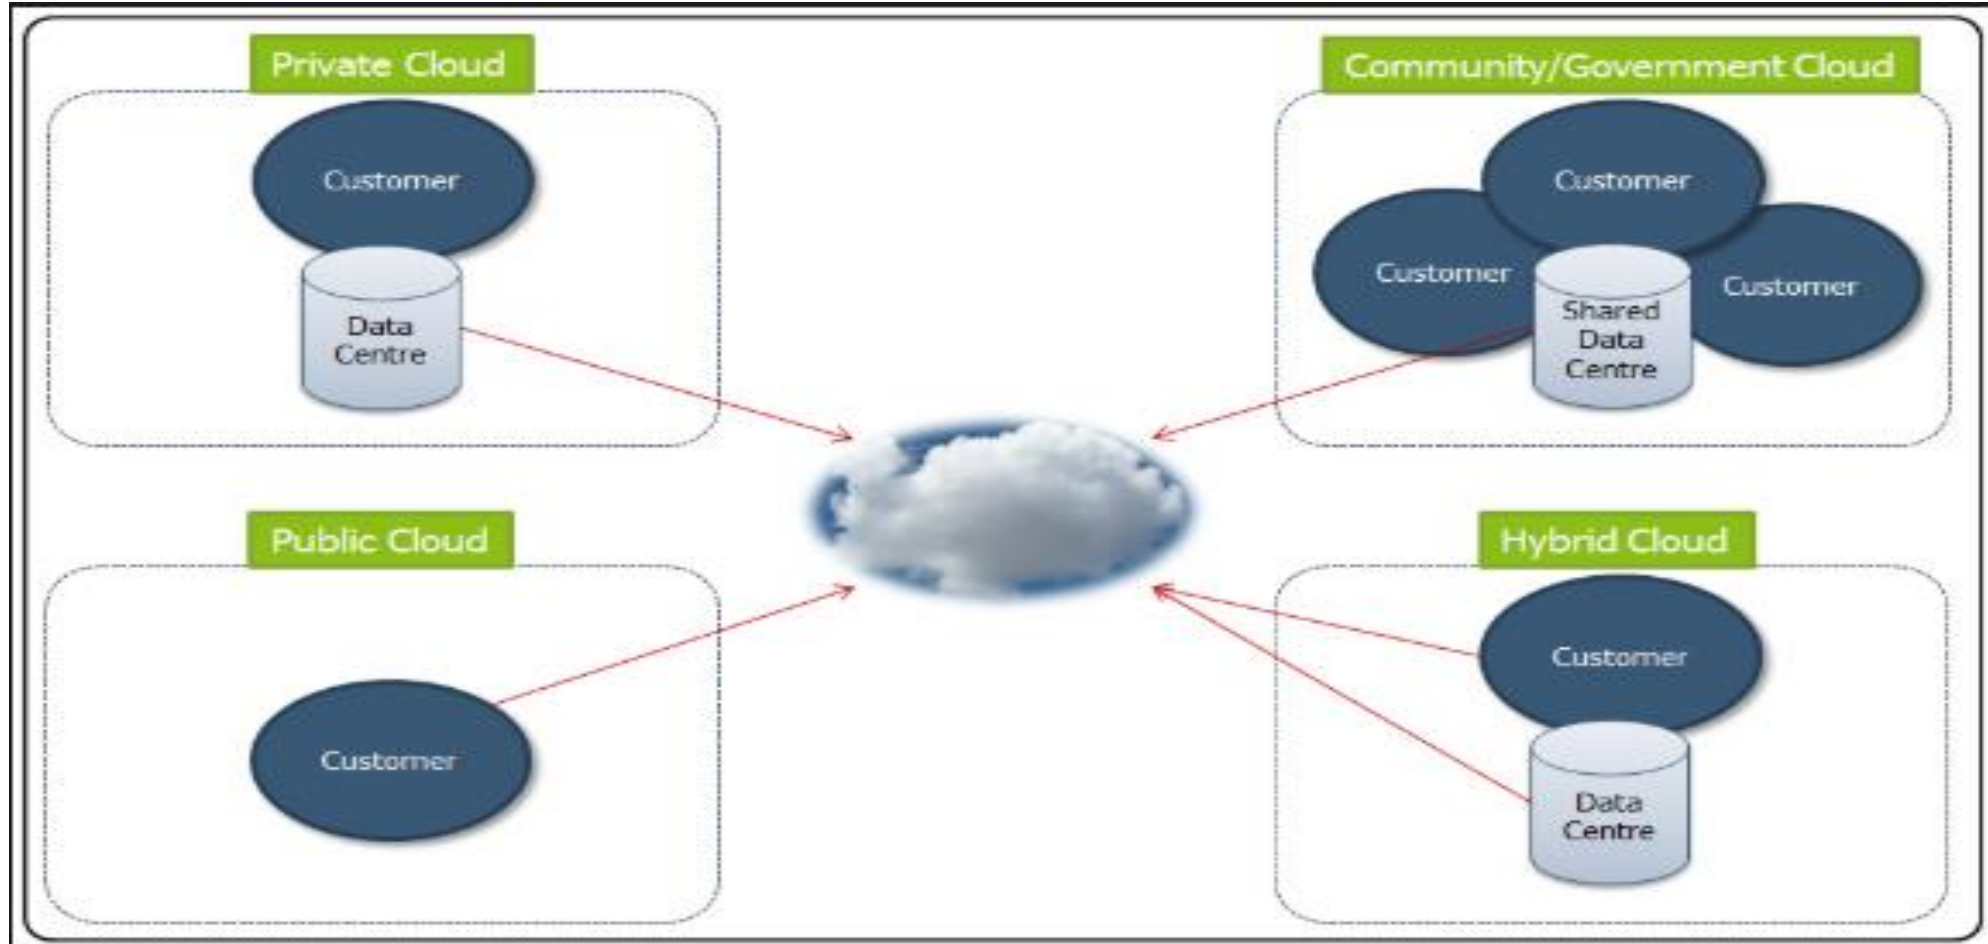 Private Cloud
Customer
Data
Centre
Community/Government Cloud
Customer
Customer
Customer
Shared
Data
Centre
Public Cloud
Customer
Hybrid Cloud
Customer
Data
Centre